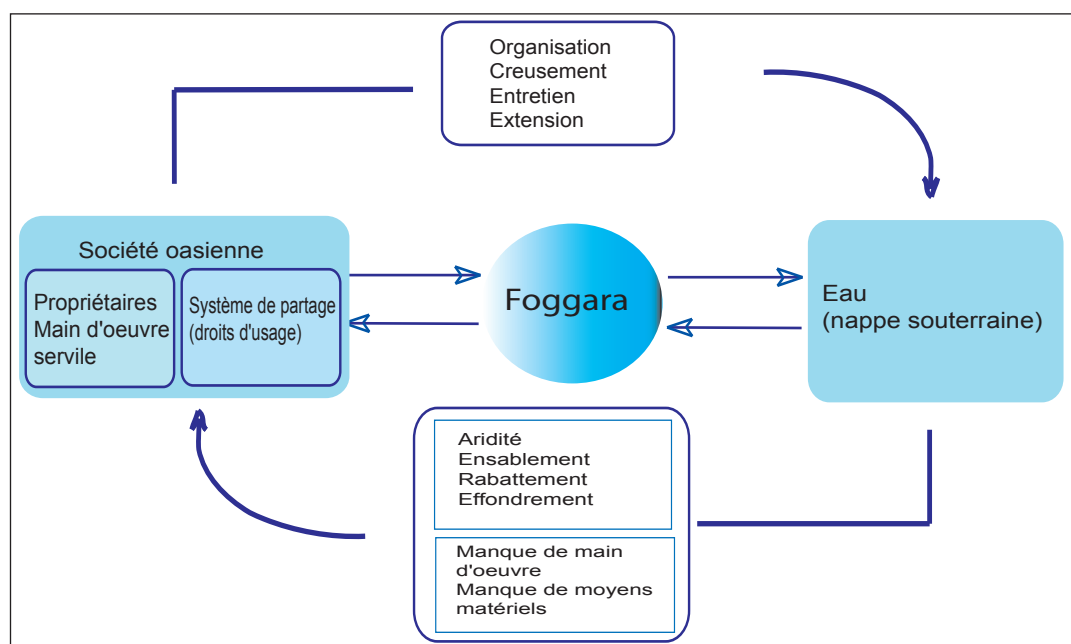 Organisation
Creusement
Entretien
Extension
Société oasienne
Propriétaires
Main d'oeuvre
servile
Système de partage
(droits d'usage)
Foggara
Eau
(nappe souterraine)
Aridité
Ensablement
Rabattement
Effondrement
Manque de main
d'oeuvre
Manque de moyens
matériels